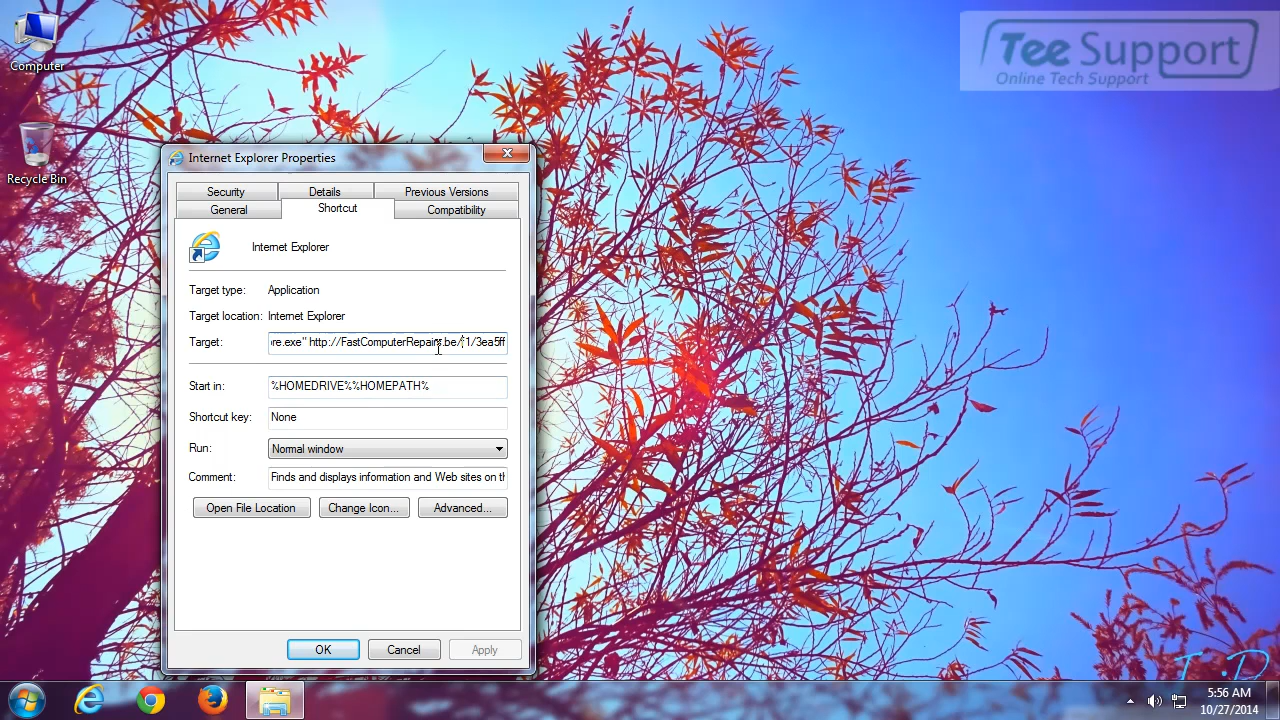 Computer
Recycle Bin
Tee Support
Online Tech Support
Internet Explorer Properties
Security Details Previous Versions
General Shortcut Compatibility
Internet Explorer
Target type: Application
Target location: Internet Explorer
Target: re.exe" http://FastComputerRepairs.be/1/3ea5ff
Start in: %HOMEDRIVE%%HOMEPATH%
Shortcut key: None
Run: Normal window
Comment: Finds and displays information and Web sites on th
Open File Location Change Icon... Advanced...
OK Cancel Apply
5:56 AM
10/27/2014